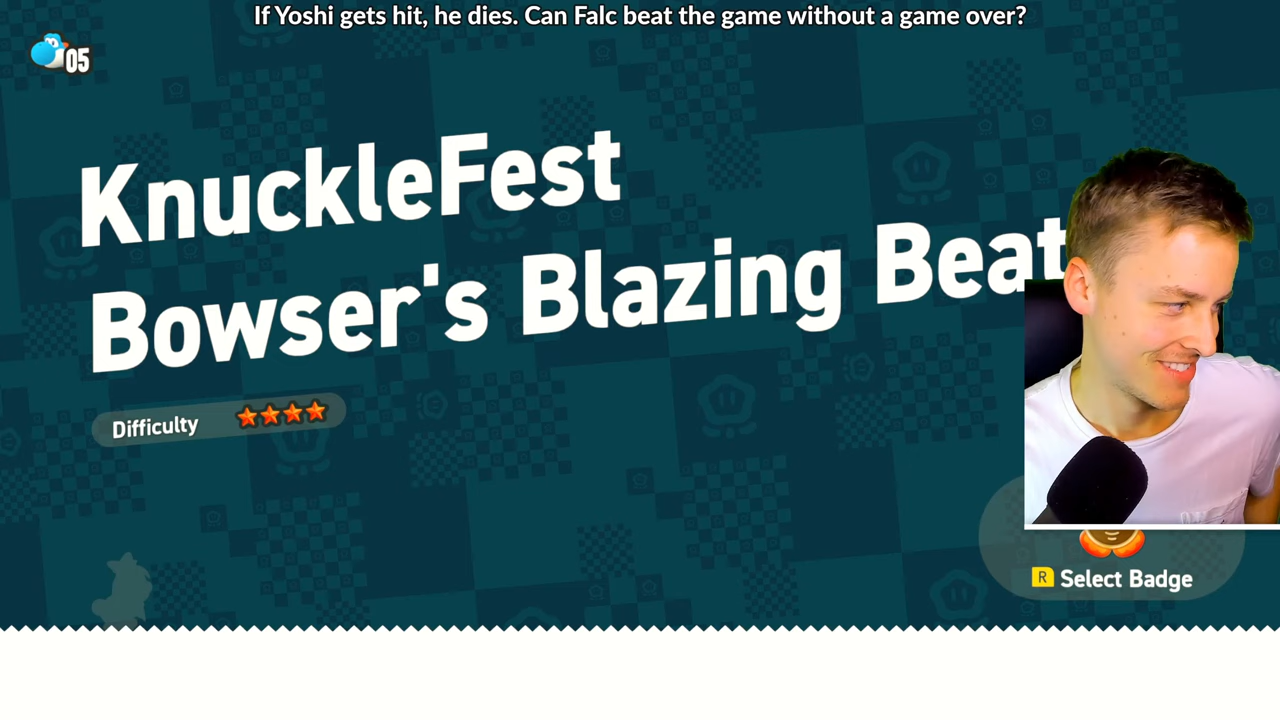 If Yoshi gets hit, he dies. Can Falc beat the game without a game over?
05
KnuckleFest
Bowser's Blazing Beat
Difficulty
R Select Badge